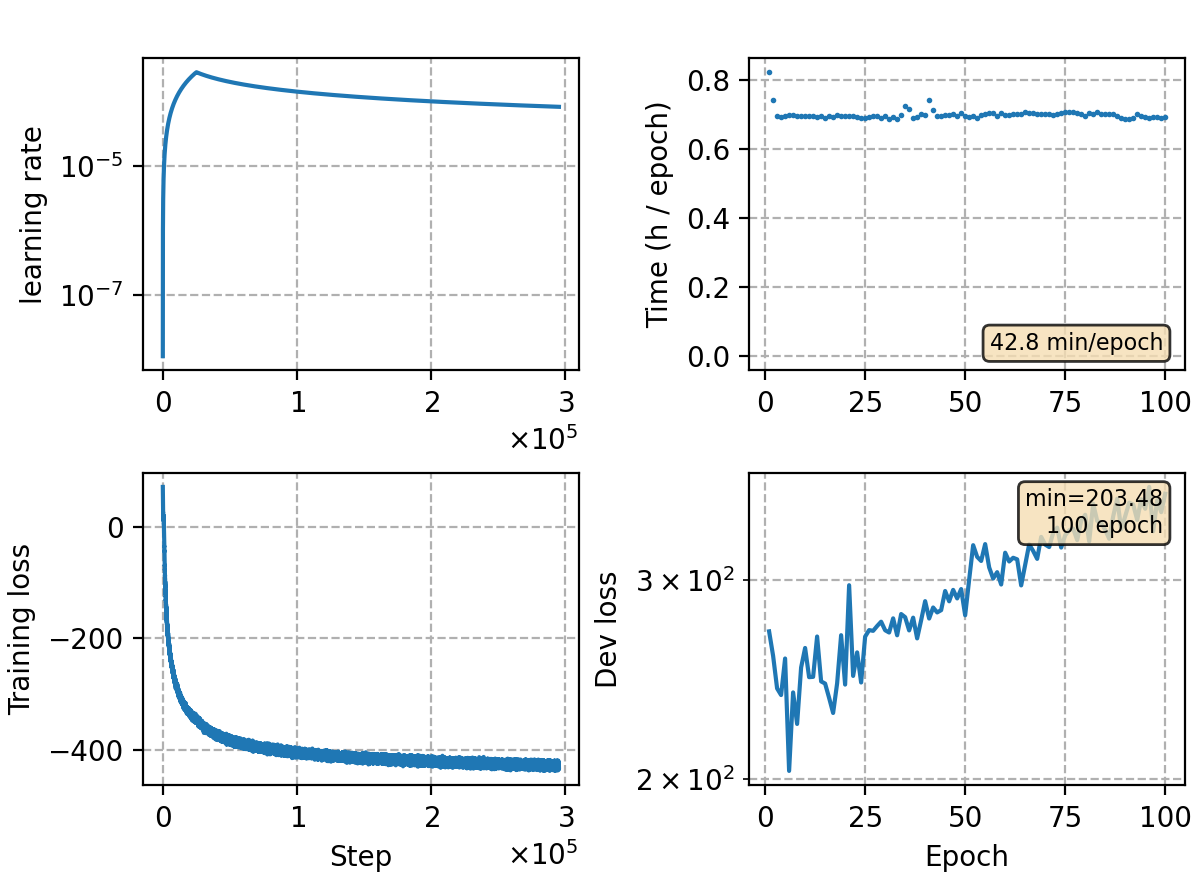 learning rate
10⁻⁵
10⁻⁷
0
1
2
3
×10⁵
Time (h / epoch)
0.8
0.6
0.4
0.2
0.0
42.8 min/epoch
0
25
50
75
100
Training loss
0
−200
−400
0
1
2
3
Step
×10⁵
Dev loss
3 × 10²
2 × 10²
min=203.48
100 epoch
0
25
50
75
100
Epoch